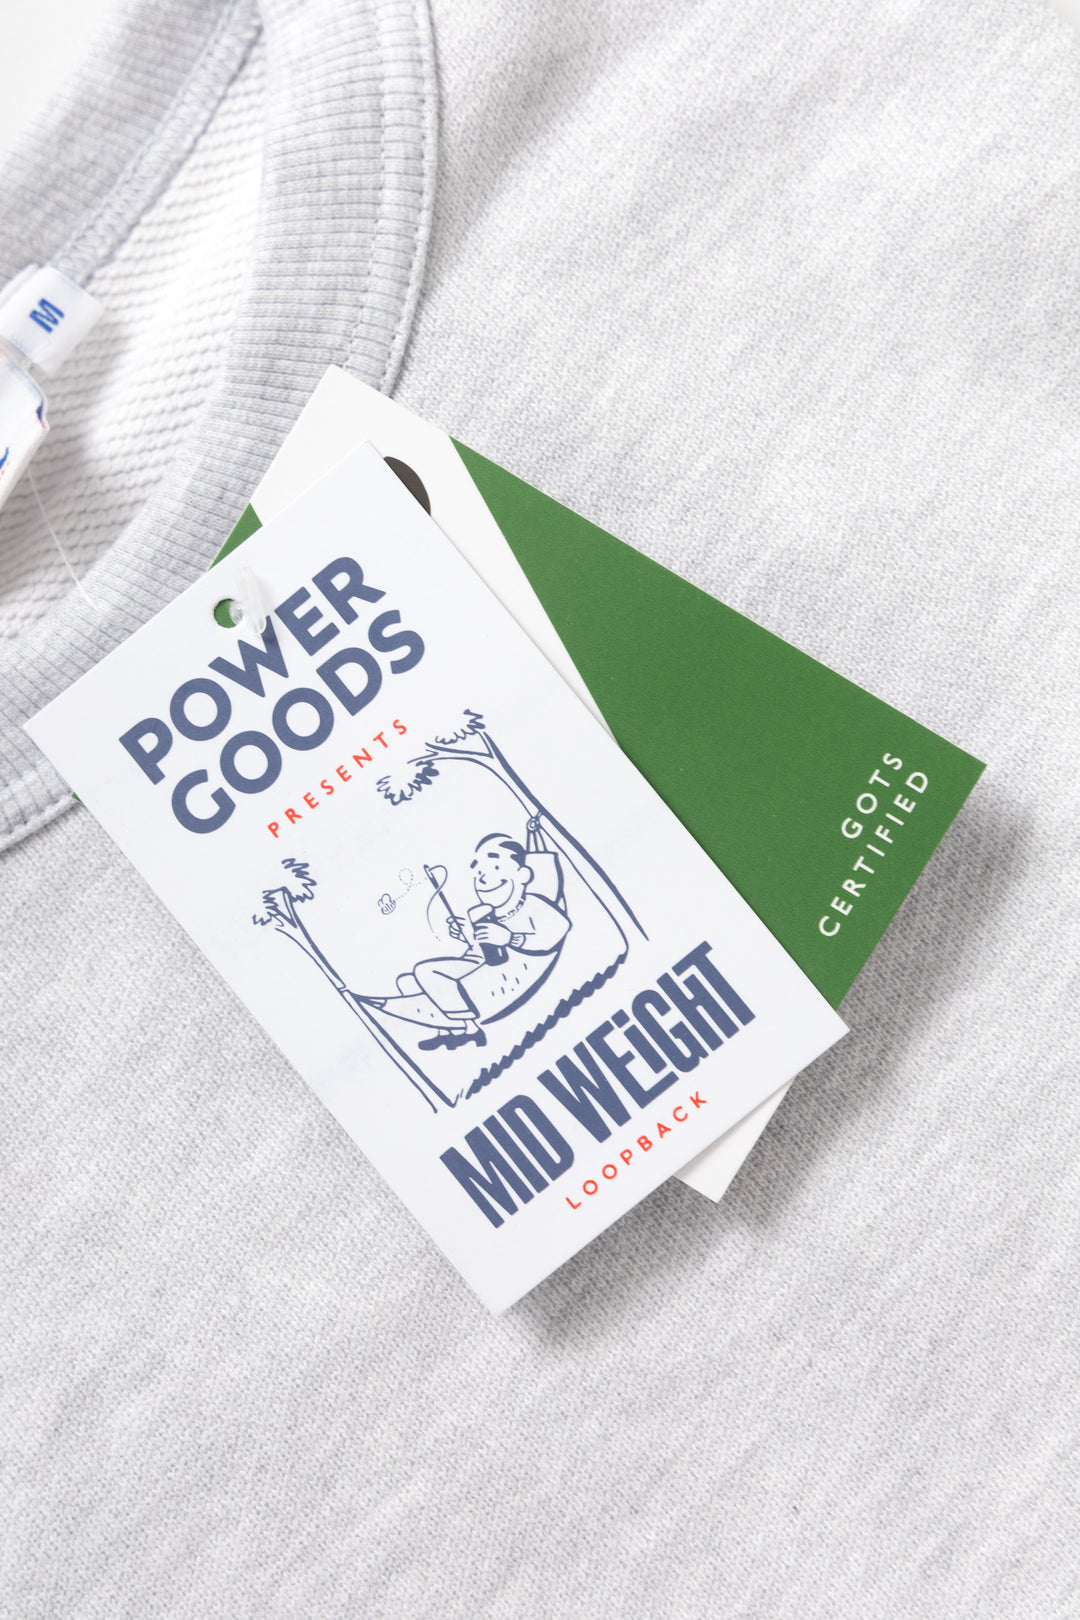 M
POWER
GOODS
PRESENTS
MID WEiGHT
LOOPBACK
GOTS
CERTIFIED